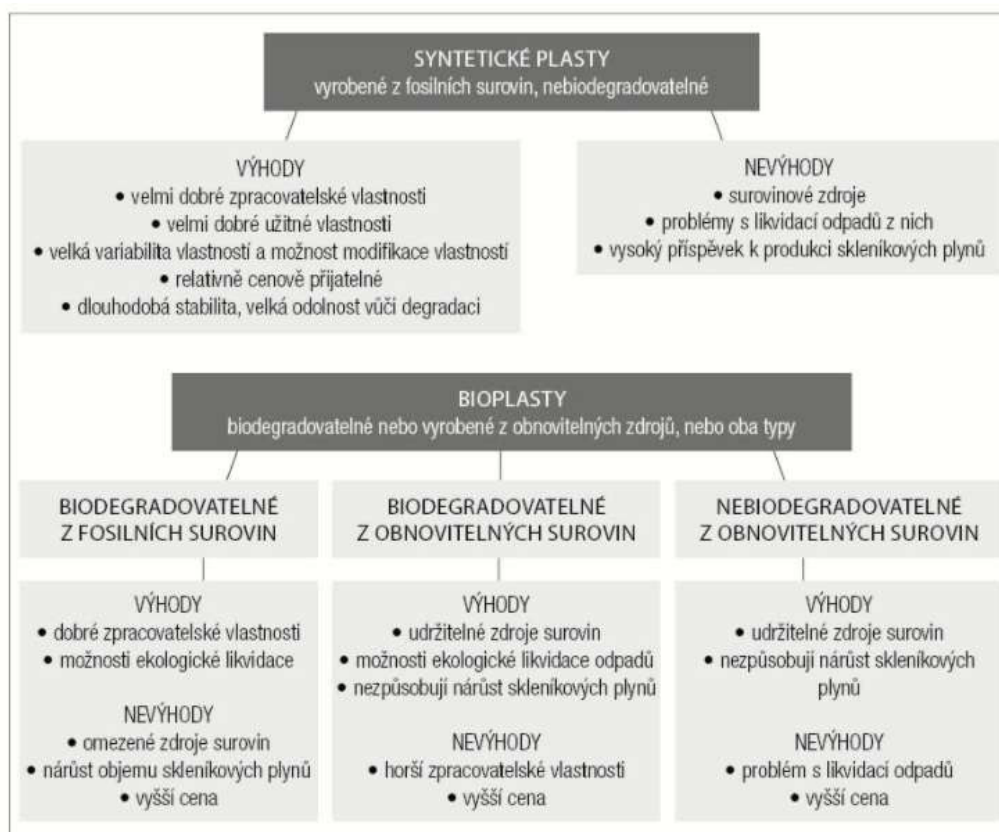 SYNTETICKÉ PLASTY
vyrobené z fosilních surovin, nebiodegradovatelné
VÝHODY
• velmi dobré zpracovatelské vlastnosti
• velmi dobré užitné vlastnosti
• velká variabilita vlastností a možnost modifikace vlastností
• relativně cenově přijatelné
• dlouhodobá stabilita, velká odolnost vůči degradaci
NEVÝHODY
• surovinové zdroje
• problémy s likvidací odpadů z nich
• vysoký příspěvek k produkci skleníkových plynů
BIOPLASTY
biodegradovatelné nebo vyrobené z obnovitelných zdrojů, nebo oba typy
BIODEGRADOVATELNÉ
Z FOSILNÍCH SUROVIN
VÝHODY
• dobré zpracovatelské vlastnosti
• možnosti ekologické likvidace
NEVÝHODY
• omezené zdroje surovin
• nárůst objemu skleníkových plynů
• vyšší cena
BIODEGRADOVATELNÉ
Z OBNOVITELNÝCH SUROVIN
VÝHODY
• udržitelné zdroje surovin
• možnosti ekologické likvidace odpadů
• nezpůsobují nárůst skleníkových plynů
NEVÝHODY
• horší zpracovatelské vlastnosti
• vyšší cena
NEBIODEGRADOVATELNÉ
Z OBNOVITELNÝCH SUROVIN
VÝHODY
• udržitelné zdroje surovin
• nezpůsobují nárůst skleníkových
plynů
NEVÝHODY
• problém s likvidací odpadů
• vyšší cena